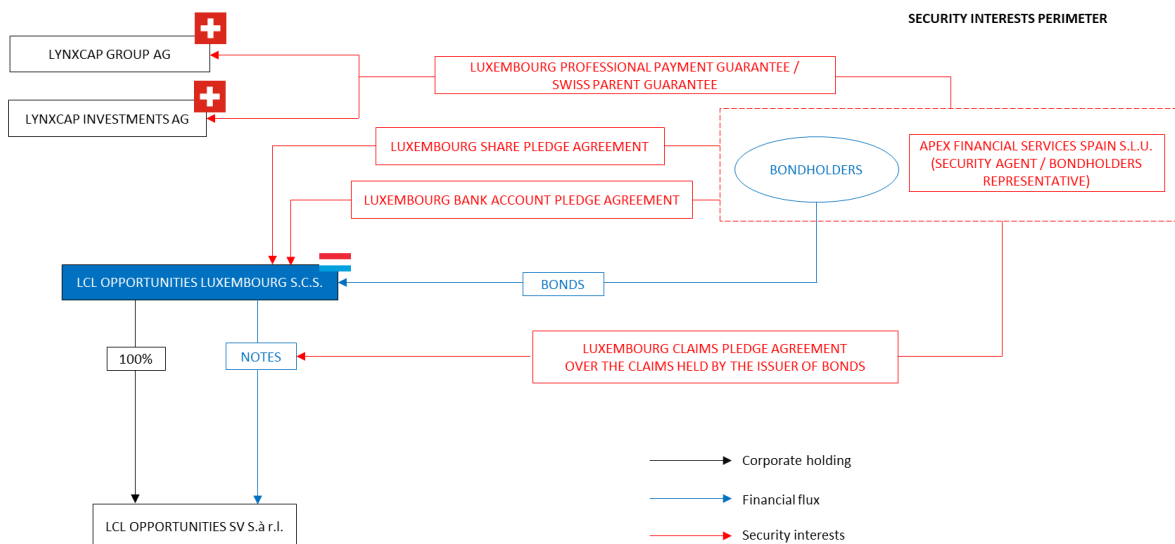 SECURITY INTERESTS PERIMETER
LYNXCAP GROUP AG
LUXEMBOURG PROFESSIONAL PAYMENT GUARANTEE /
SWISS PARENT GUARANTEE
LYNXCAP INVESTMENTS AG
LUXEMBOURG SHARE PLEDGE AGREEMENT
BONDHOLDERS
APEX FINANCIAL SERVICES SPAIN S.L.U.
(SECURITY AGENT / BONDHOLDERS
REPRESENTATIVE)
LUXEMBOURG BANK ACCOUNT PLEDGE AGREEMENT
LCL OPPORTUNITIES LUXEMBOURG S.C.S.
BONDS
100%
NOTES
LUXEMBOURG CLAIMS PLEDGE AGREEMENT
OVER THE CLAIMS HELD BY THE ISSUER OF BONDS
Corporate holding
Financial flux
LCL OPPORTUNITIES SV S.à r.l.
Security interests